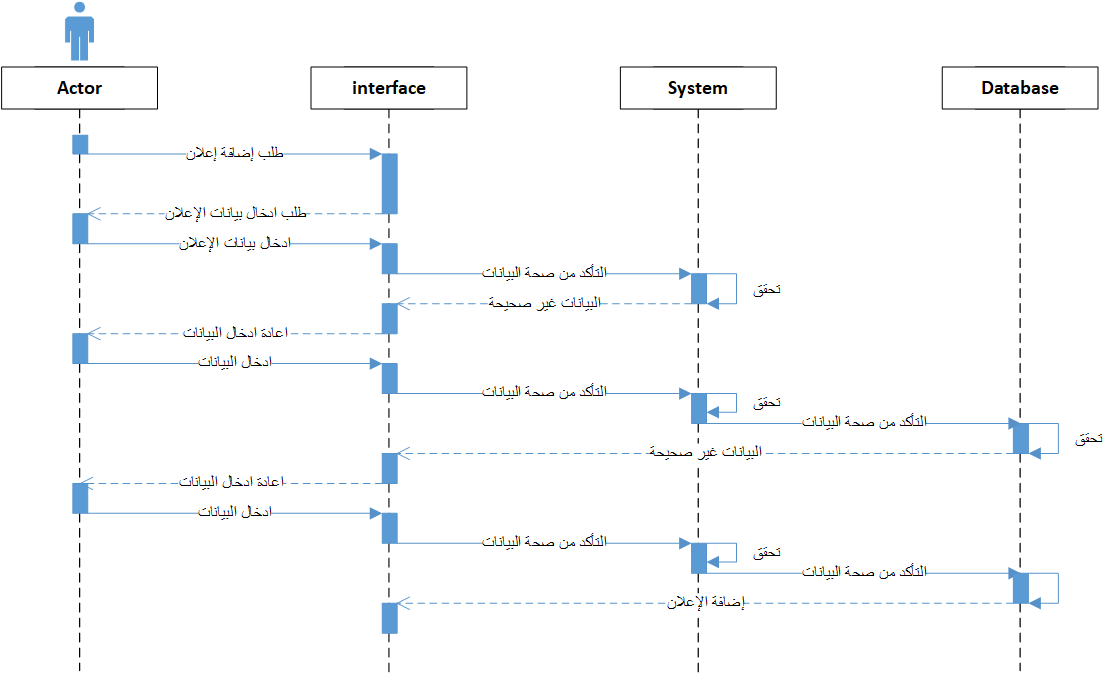 Actor
interface
System
Database
طلب إضافة إعلان
طلب ادخال بيانات الإعلان
ادخال بيانات الإعلان
التأكد من صحة البيانات
تحقق
البيانات غير صحيحة
اعادة ادخال البيانات
ادخال البيانات
التأكد من صحة البيانات
تحقق
التأكد من صحة البيانات
تحقق
البيانات غير صحيحة
اعادة ادخال البيانات
ادخال البيانات
التأكد من صحة البيانات
تحقق
التأكد من صحة البيانات
إضافة الإعلان